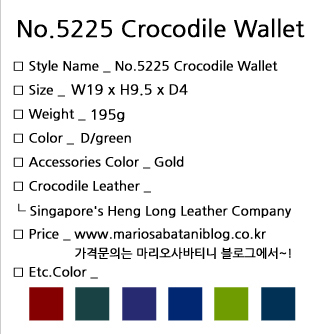 No.5225 Crocodile Wallet
□ Style Name _ No.5225 Crocodile Wallet
□ Size _ W19 x H9.5 x D4
□ Weight _ 195g
□ Color _ D/green
□ Accessories Color _ Gold
□ Crocodile Leather _
└ Singapore's Heng Long Leather Company
□ Price _ www.mariosabataniblog.co.kr
가격문의는 마리오사바티니 블로그에서~!
□ Etc.Color _